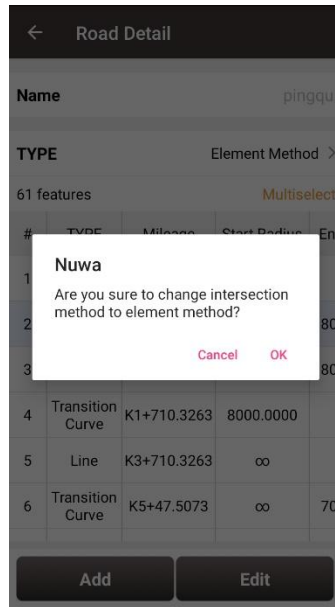 ← Road Detail
Name pingqu
TYPE Element Method >
61 features Multiselect
# TYPE Mileage Start Radius En
1
Nuwa
Are you sure to change intersection
method to element method?
Cancel OK
2 80
3 80
4 Transition Curve K1+710.3263 8000.0000
5 Line K3+710.3263 ∞
6 Transition Curve K5+47.5073 ∞ 70
Add Edit